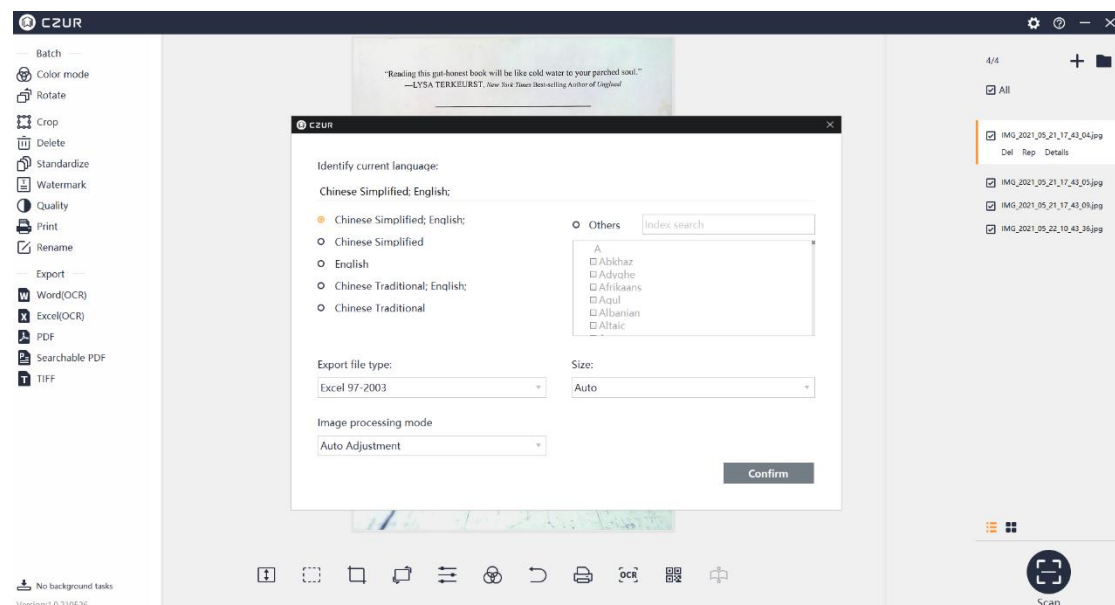 CZUR
Batch
Color mode
Rotate
Crop
Delete
Standardize
Watermark
Quality
Print
Rename
Export
Word(OCR)
Excel(OCR)
PDF
Searchable PDF
TIFF
No background tasks
Version:1.0.210526
"Reading this gut-honest book will be like cold water to your parched soul."
—LYSA TERKEURST, New York Times Best-selling Author of Unglued
CZUR
Identify current language:
Chinese Simplified; English;
Chinese Simplified; English;
Chinese Simplified
English
Chinese Traditional; English;
Chinese Traditional
Others
Index search
A
Abkhaz
Adyghe
Afrikaans
Agul
Albanian
Altaic
Export file type:
Excel 97-2003
Size:
Auto
Image processing mode
Auto Adjustment
Confirm
OCR
4/4
All
IMG_2021_05_21_17_43_04.jpg
Del Rep Details
IMG_2021_05_21_17_43_05.jpg
IMG_2021_05_21_17_43_09.jpg
IMG_2021_05_22_10_43_36.jpg
Scan